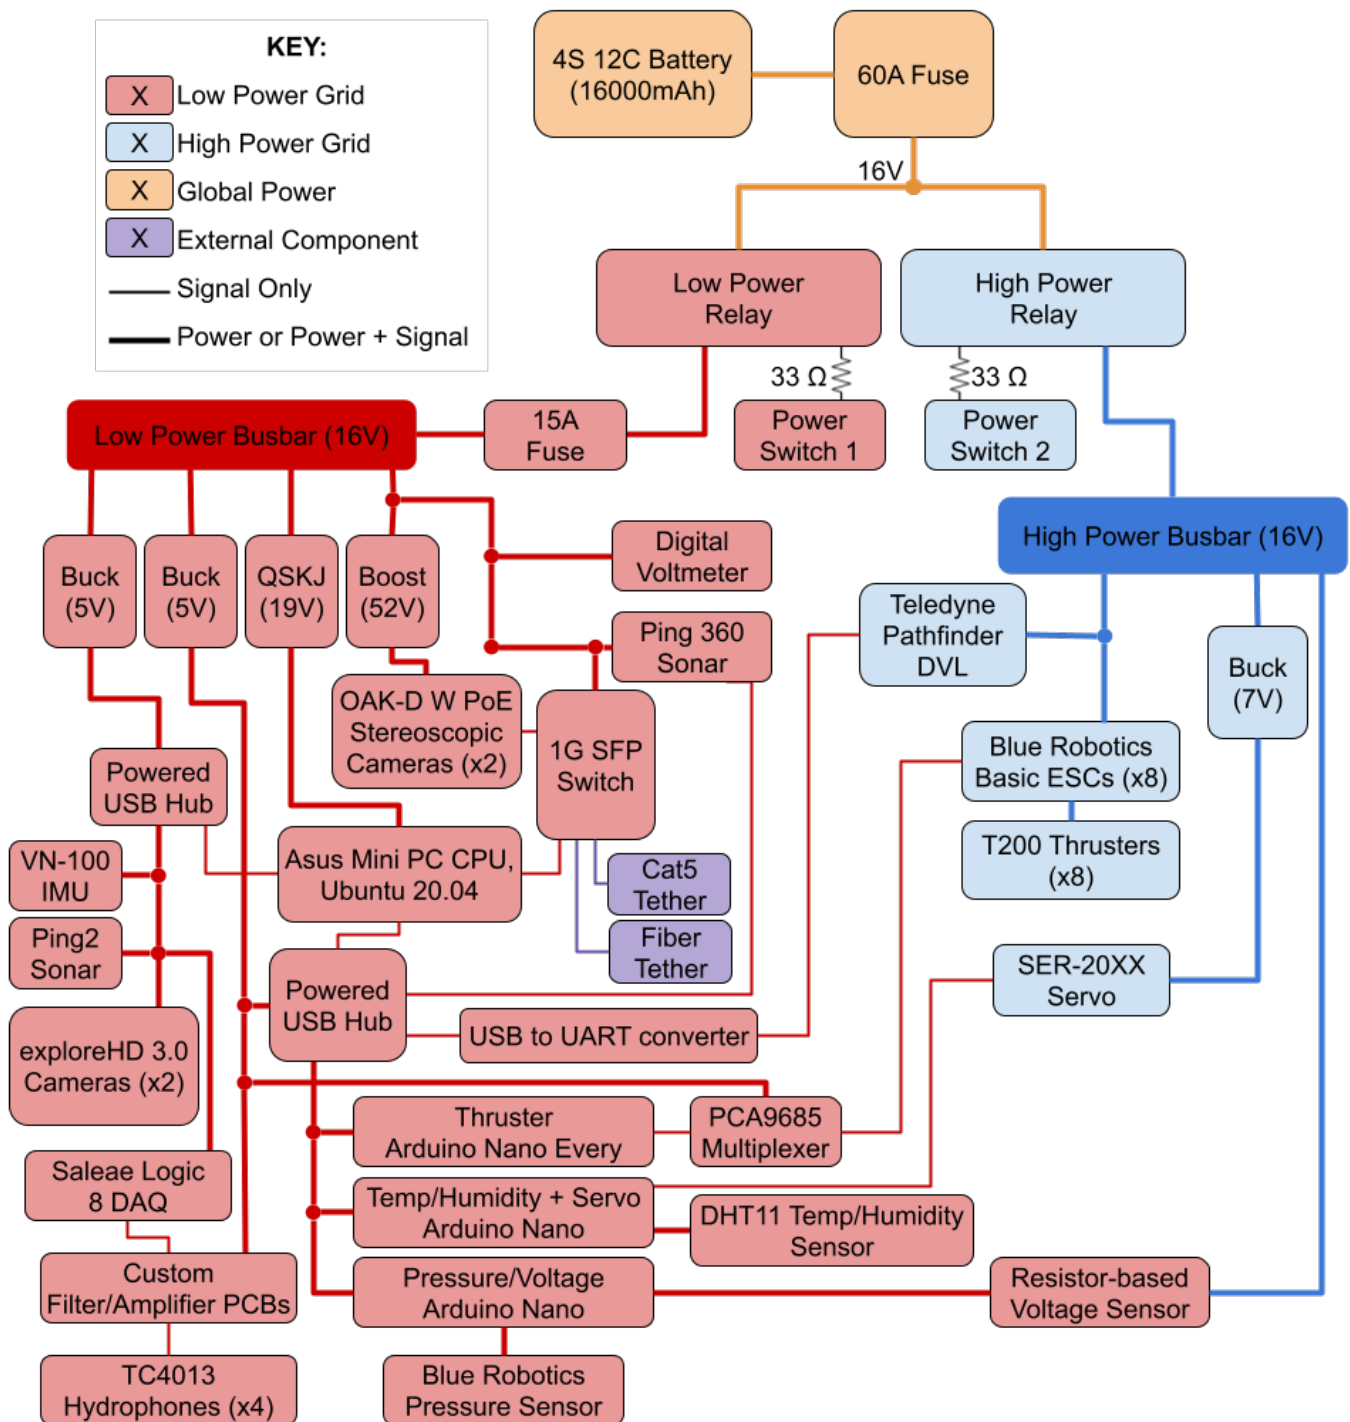 KEY:
X Low Power Grid
X High Power Grid
X Global Power
X External Component
Signal Only
Power or Power + Signal
4S 12C Battery
(16000mAh)
60A Fuse
16V
Low Power
Relay
High Power
Relay
33 Ω
33 Ω
Power
Switch 1
Power
Switch 2
15A
Fuse
Low Power Busbar (16V)
High Power Busbar (16V)
Buck
(5V)
Buck
(5V)
QSKJ
(19V)
Boost
(52V)
Digital
Voltmeter
Ping 360
Sonar
Teledyne
Pathfinder
DVL
Buck
(7V)
OAK-D W PoE
Stereoscopic
Cameras (x2)
1G SFP
Switch
Blue Robotics
Basic ESCs (x8)
T200 Thrusters
(x8)
Powered
USB Hub
VN-100
IMU
Asus Mini PC CPU,
Ubuntu 20.04
Cat5
Tether
Fiber
Tether
Ping2
Sonar
SER-20XX
Servo
Powered
USB Hub
USB to UART converter
exploreHD 3.0
Cameras (x2)
Thruster
Arduino Nano Every
PCA9685
Multiplexer
Saleae Logic
8 DAQ
Temp/Humidity + Servo
Arduino Nano
DHT11 Temp/Humidity
Sensor
Custom
Filter/Amplifier PCBs
Pressure/Voltage
Arduino Nano
Resistor-based
Voltage Sensor
TC4013
Hydrophones (x4)
Blue Robotics
Pressure Sensor